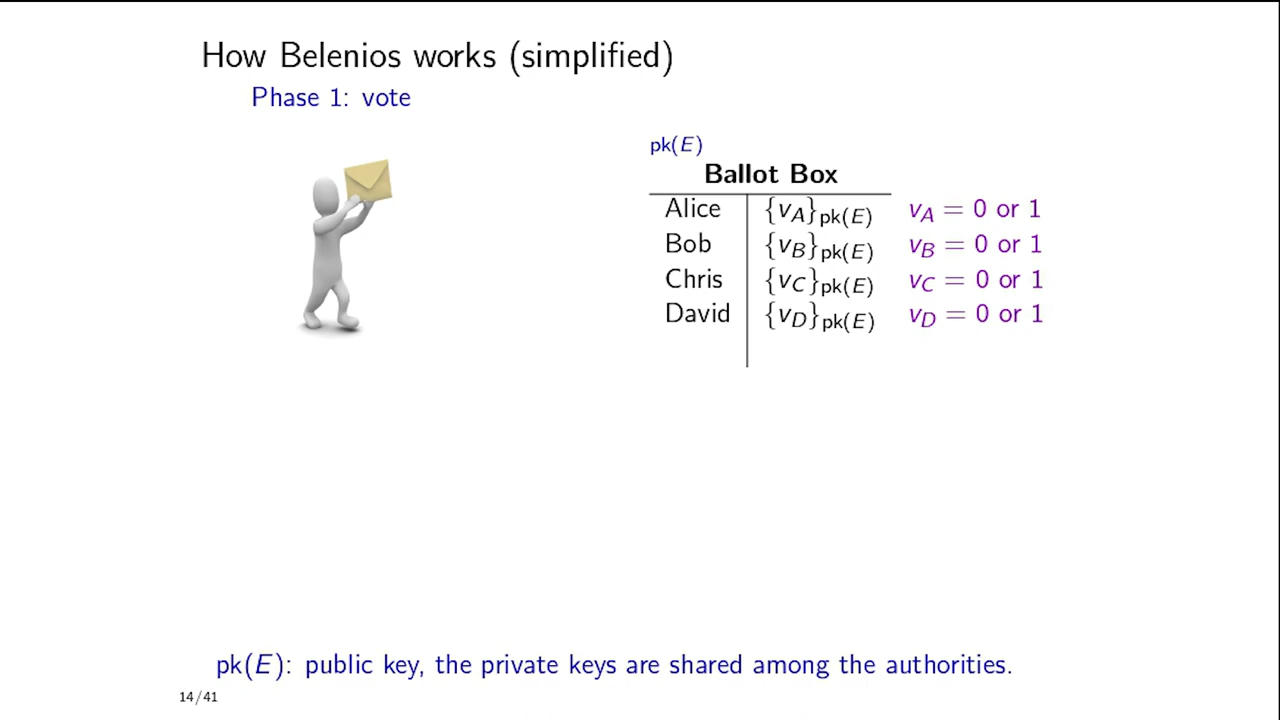 How Belenios works (simplified)
Phase 1: vote
pk(E)
Ballot Box
Alice {v_A}_pk(E) v_A = 0 or 1
Bob {v_B}_pk(E) v_B = 0 or 1
Chris {v_C}_pk(E) v_C = 0 or 1
David {v_D}_pk(E) v_D = 0 or 1
pk(E): public key, the private keys are shared among the authorities.
14/41